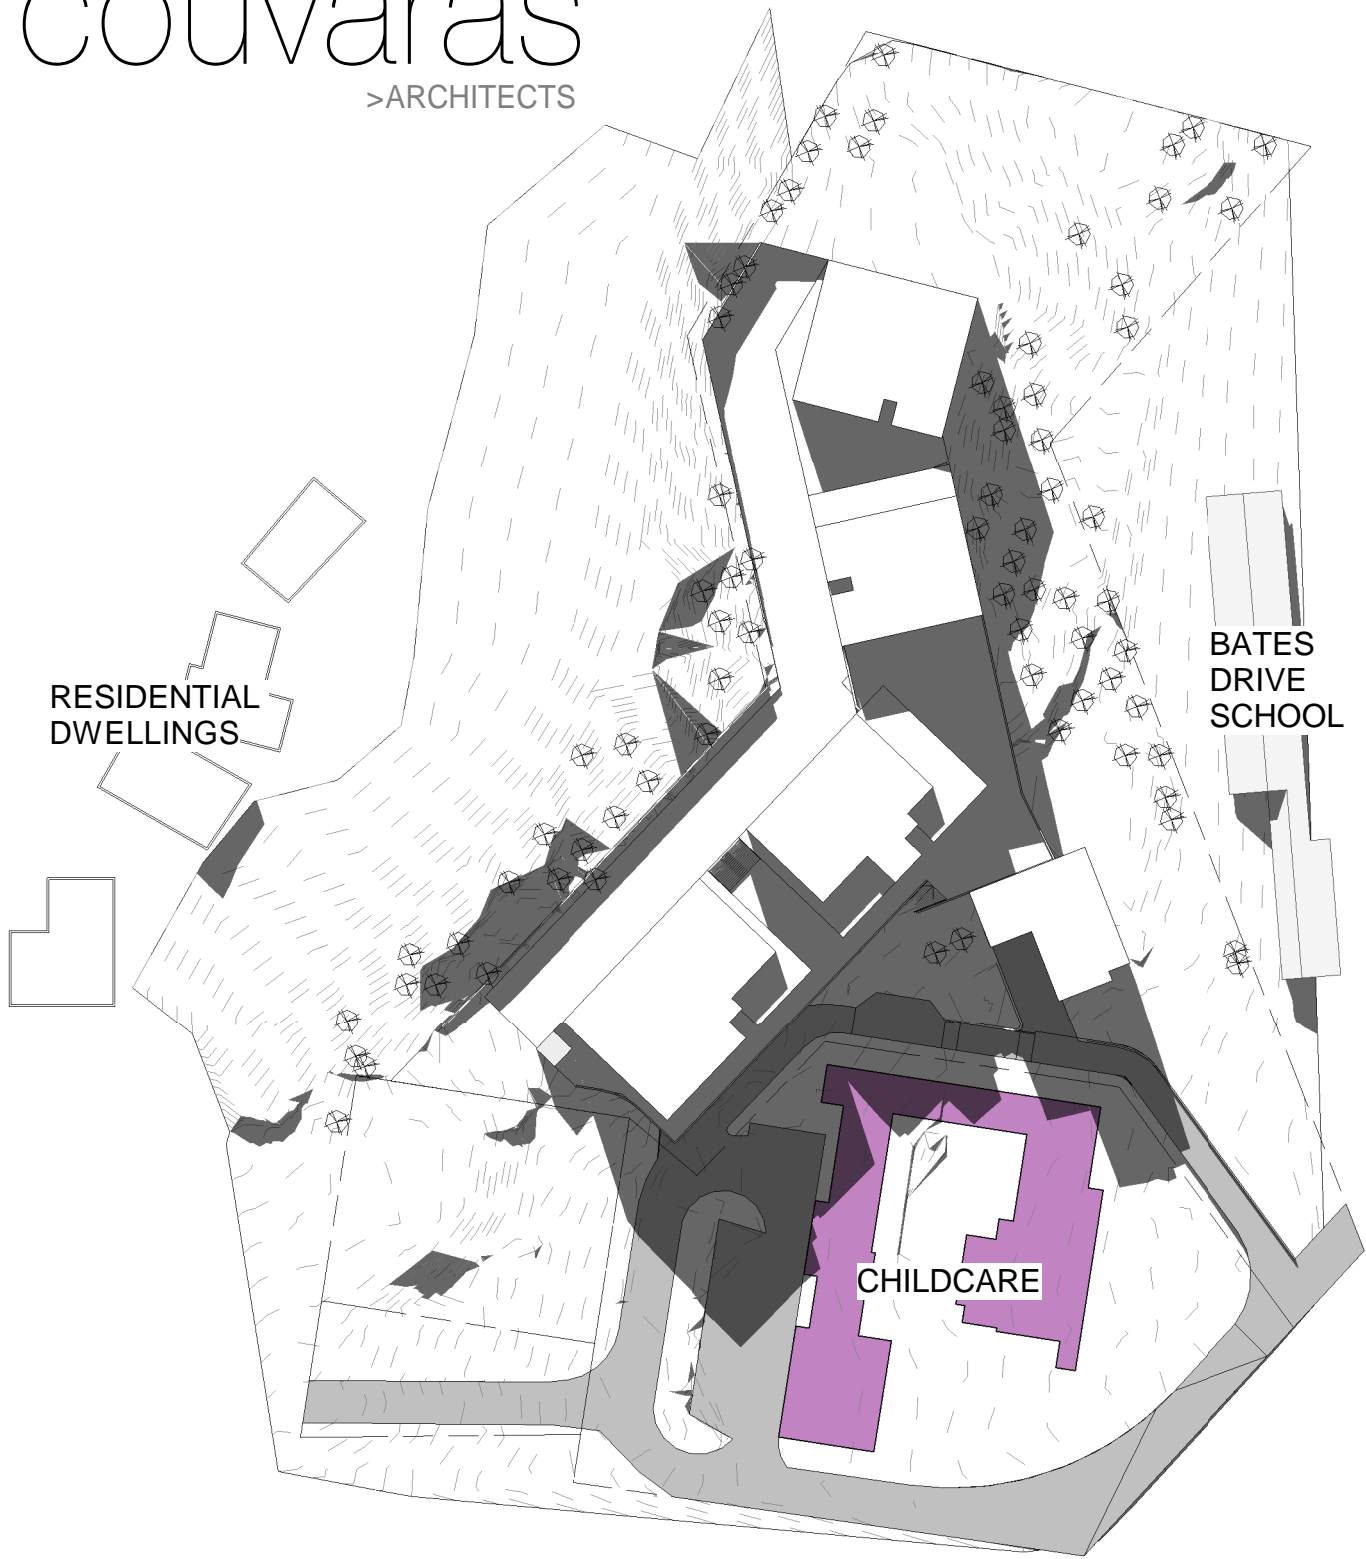 couvaras
>ARCHITECTS
RESIDENTIAL
DWELLINGS
BATES
DRIVE
SCHOOL
CHILDCARE